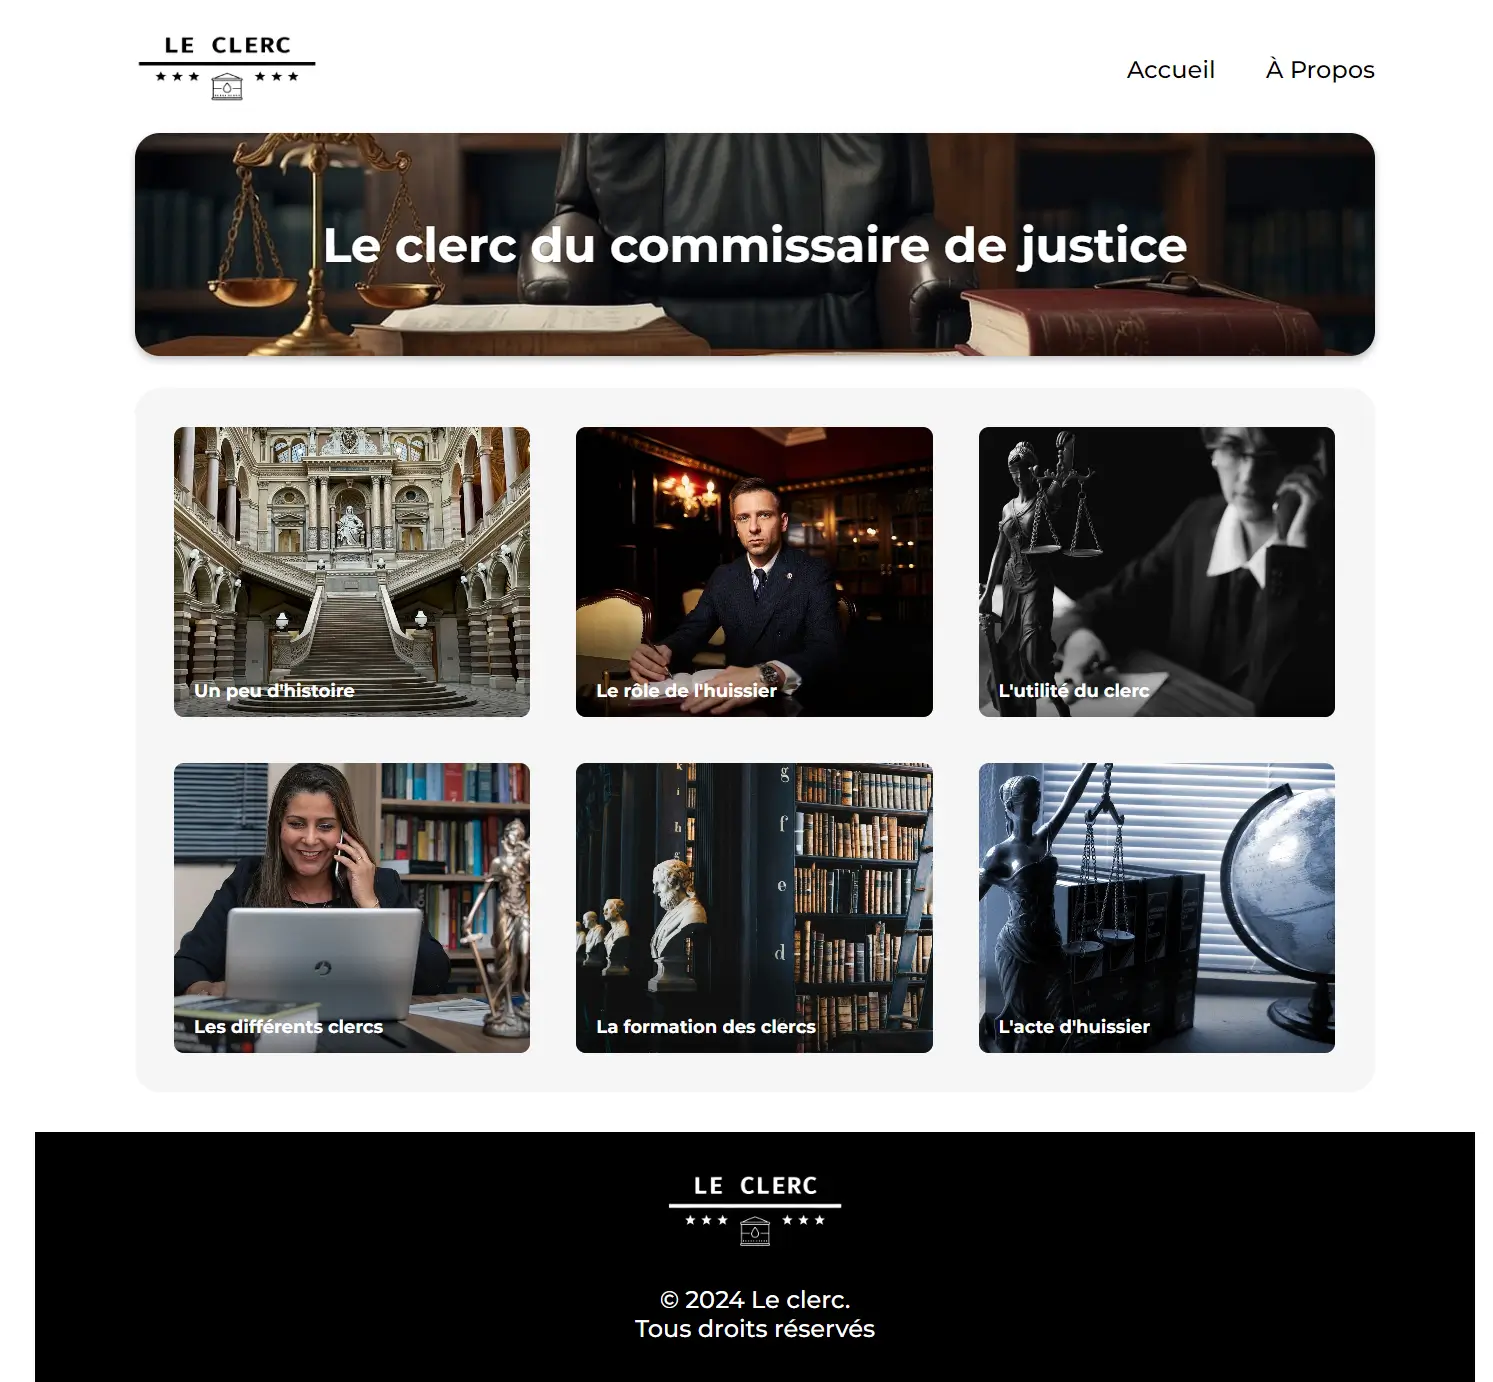 LE CLERC
Accueil
À Propos
Le clerc du commissaire de justice
Un peu d'histoire
Le rôle de l'huissier
L'utilité du clerc
k
i
h
g
g
f
e
d
Les différents clercs
La formation des clercs
L'acte d'huissier
LE CLERC
© 2024 Le clerc.
Tous droits réservés